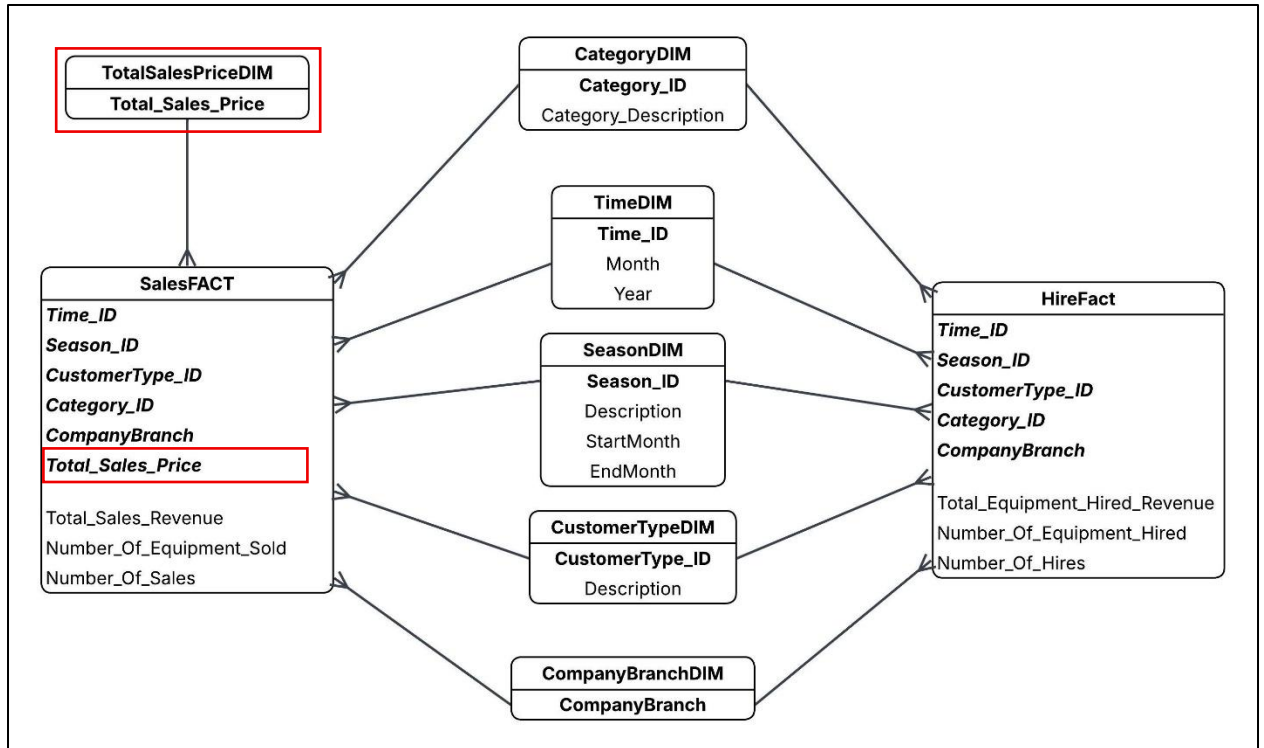 TotalSalesPriceDIM
Total_Sales_Price
CategoryDIM
Category_ID
Category_Description
TimeDIM
Time_ID
Month
Year
SalesFACT
Time_ID
Season_ID
CustomerType_ID
Category_ID
CompanyBranch
Total_Sales_Price
Total_Sales_Revenue
Number_Of_Equipment_Sold
Number_Of_Sales
SeasonDIM
Season_ID
Description
StartMonth
EndMonth
CustomerTypeDIM
CustomerType_ID
Description
CompanyBranchDIM
CompanyBranch
HireFact
Time_ID
Season_ID
CustomerType_ID
Category_ID
CompanyBranch
Total_Equipment_Hired_Revenue
Number_Of_Equipment_Hired
Number_Of_Hires